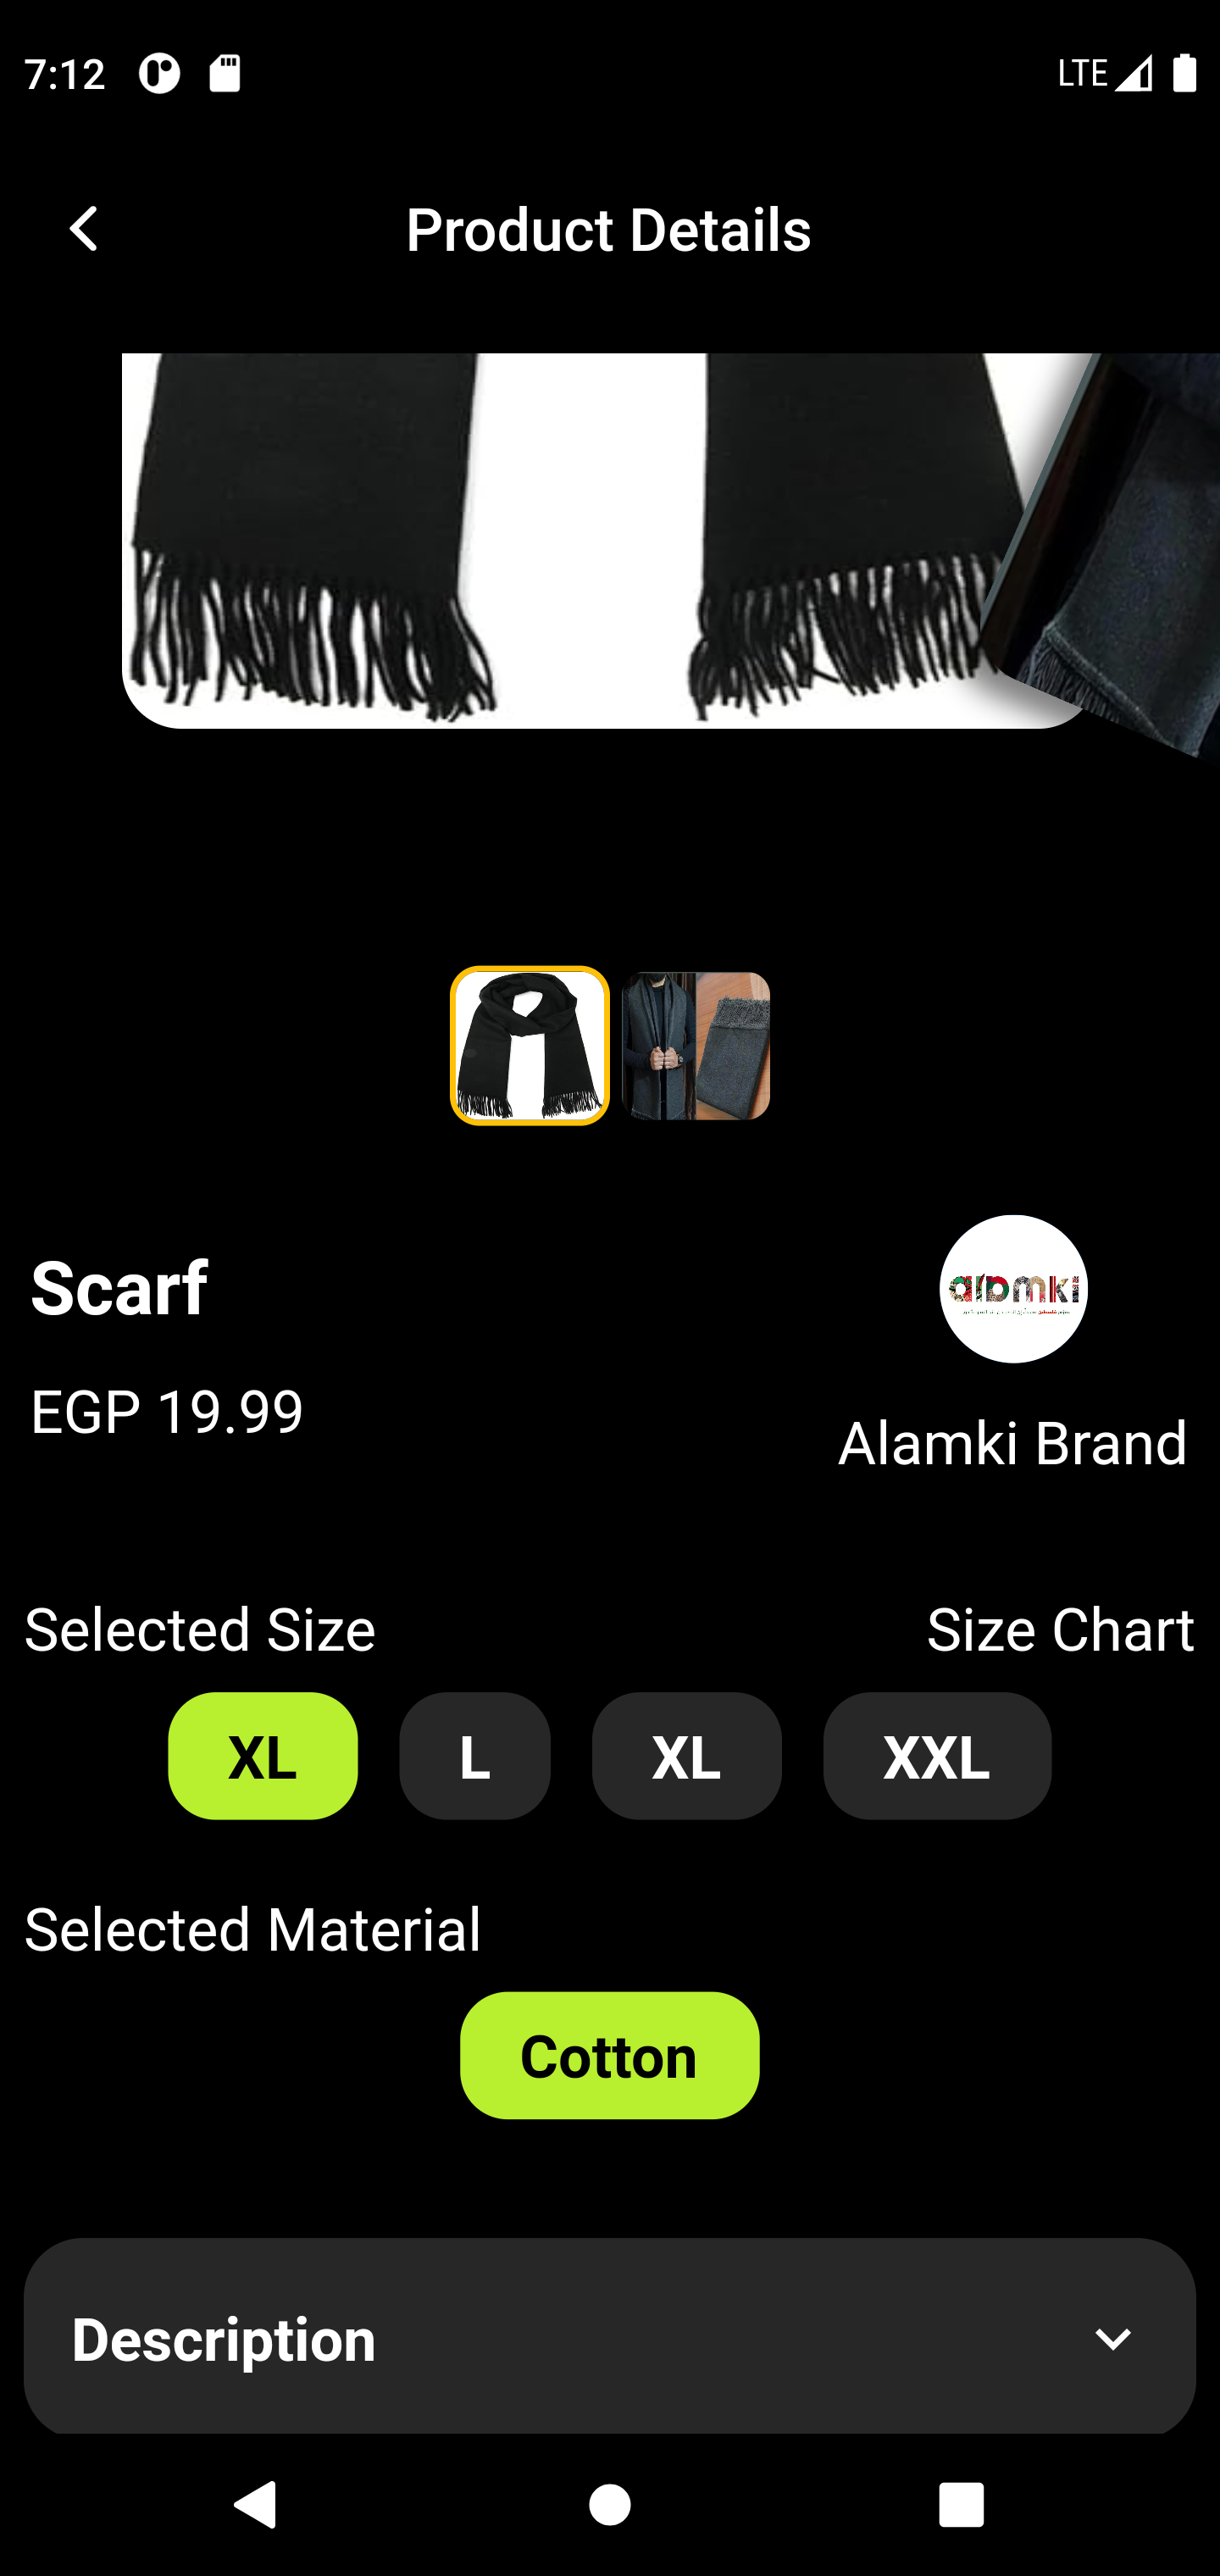 7:12
LTE
Product Details
Scarf
alamki
EGP 19.99
Alamki Brand
Selected Size
Size Chart
XL
L
XL
XXL
Selected Material
Cotton
Description